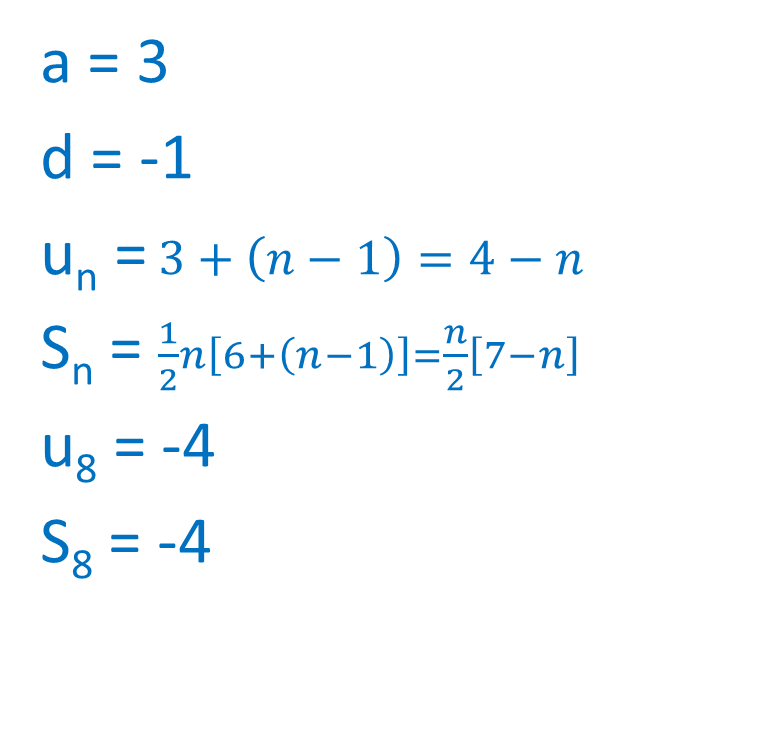 a = 3
d = -1
uₙ = 3 + (n − 1) = 4 − n
Sₙ = ½n[6+(n−1)]=n/2[7−n]
u₈ = -4
S₈ = -4